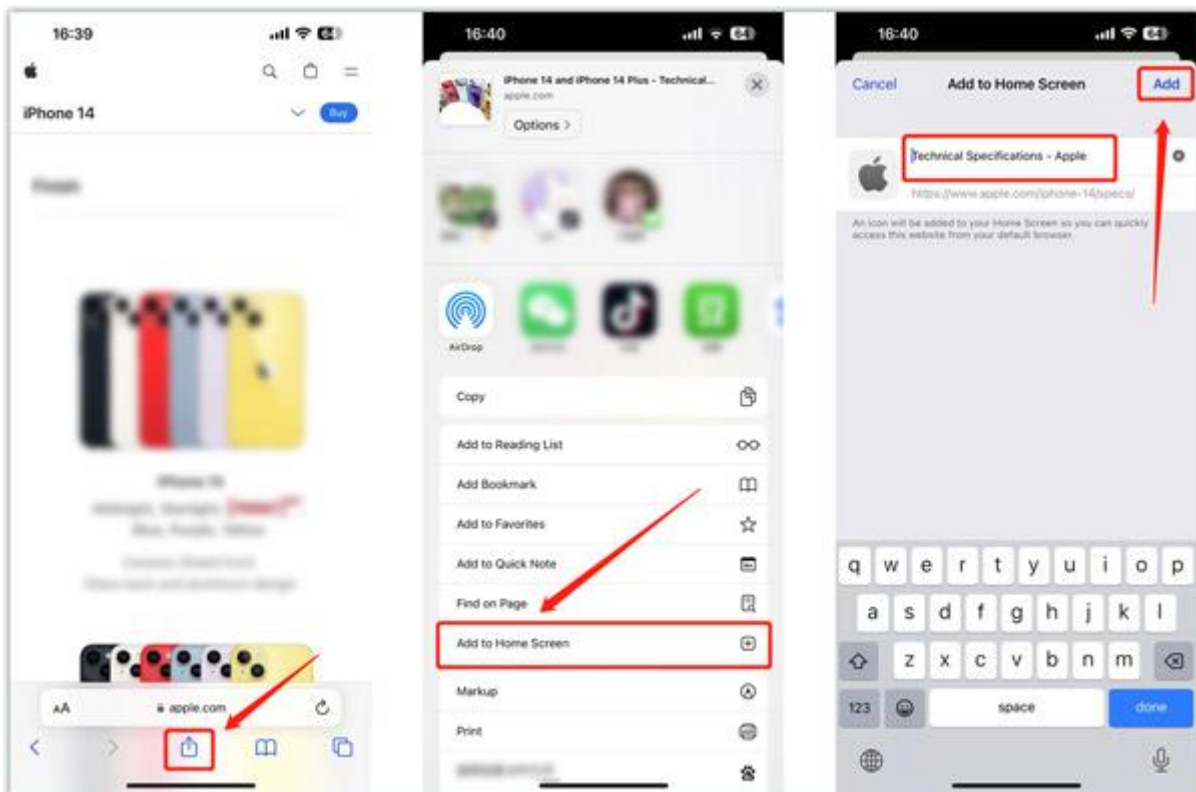 16:39
64
iPhone 14
Buy
AA
apple.com
16:40
64
iPhone 14 and iPhone 14 Plus - Technical...
apple.com
Options >
AirDrop
Copy
Add to Reading List
Add Bookmark
Add to Favorites
Add to Quick Note
Find on Page
Add to Home Screen
Markup
Print
16:40
64
Cancel
Add to Home Screen
Add
Technical Specifications - Apple
https://www.apple.com/iphone-14/specs/
An icon will be added to your Home Screen so you can quickly
access this website from your default browser.
q w e r t y u i o p
a s d f g h j k l
z x c v b n m
123
space
done